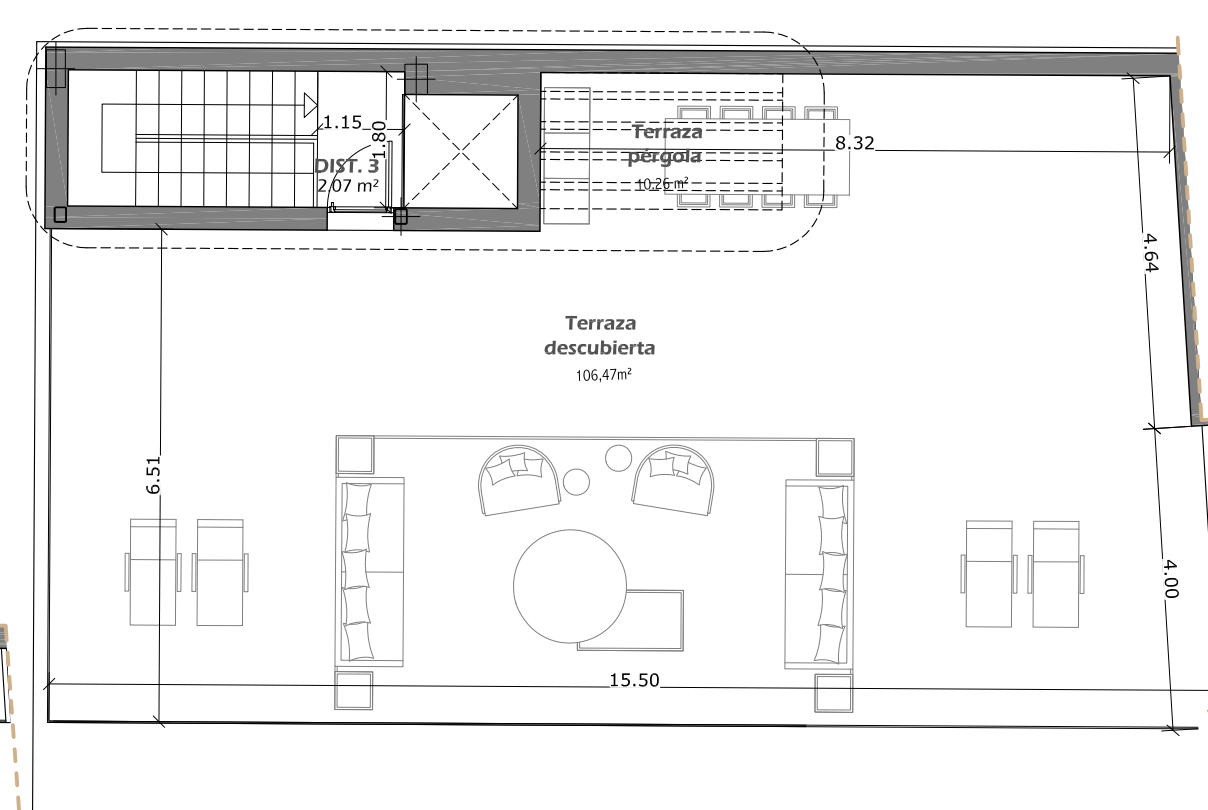 1.15
1.80
DIST. 3
2.07 m²
Terraza
pérgola
10,26 m²
8.32
4.64
Terraza
descubierta
106,47m²
6.51
4.00
15.50